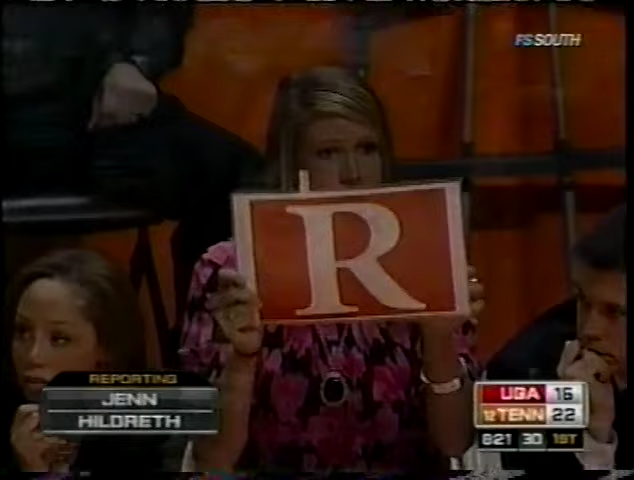 FSSOUTH
R
REPORTING
JENN
HILDRETH
UGA 16
12 TENN 22
8:21 30 1ST